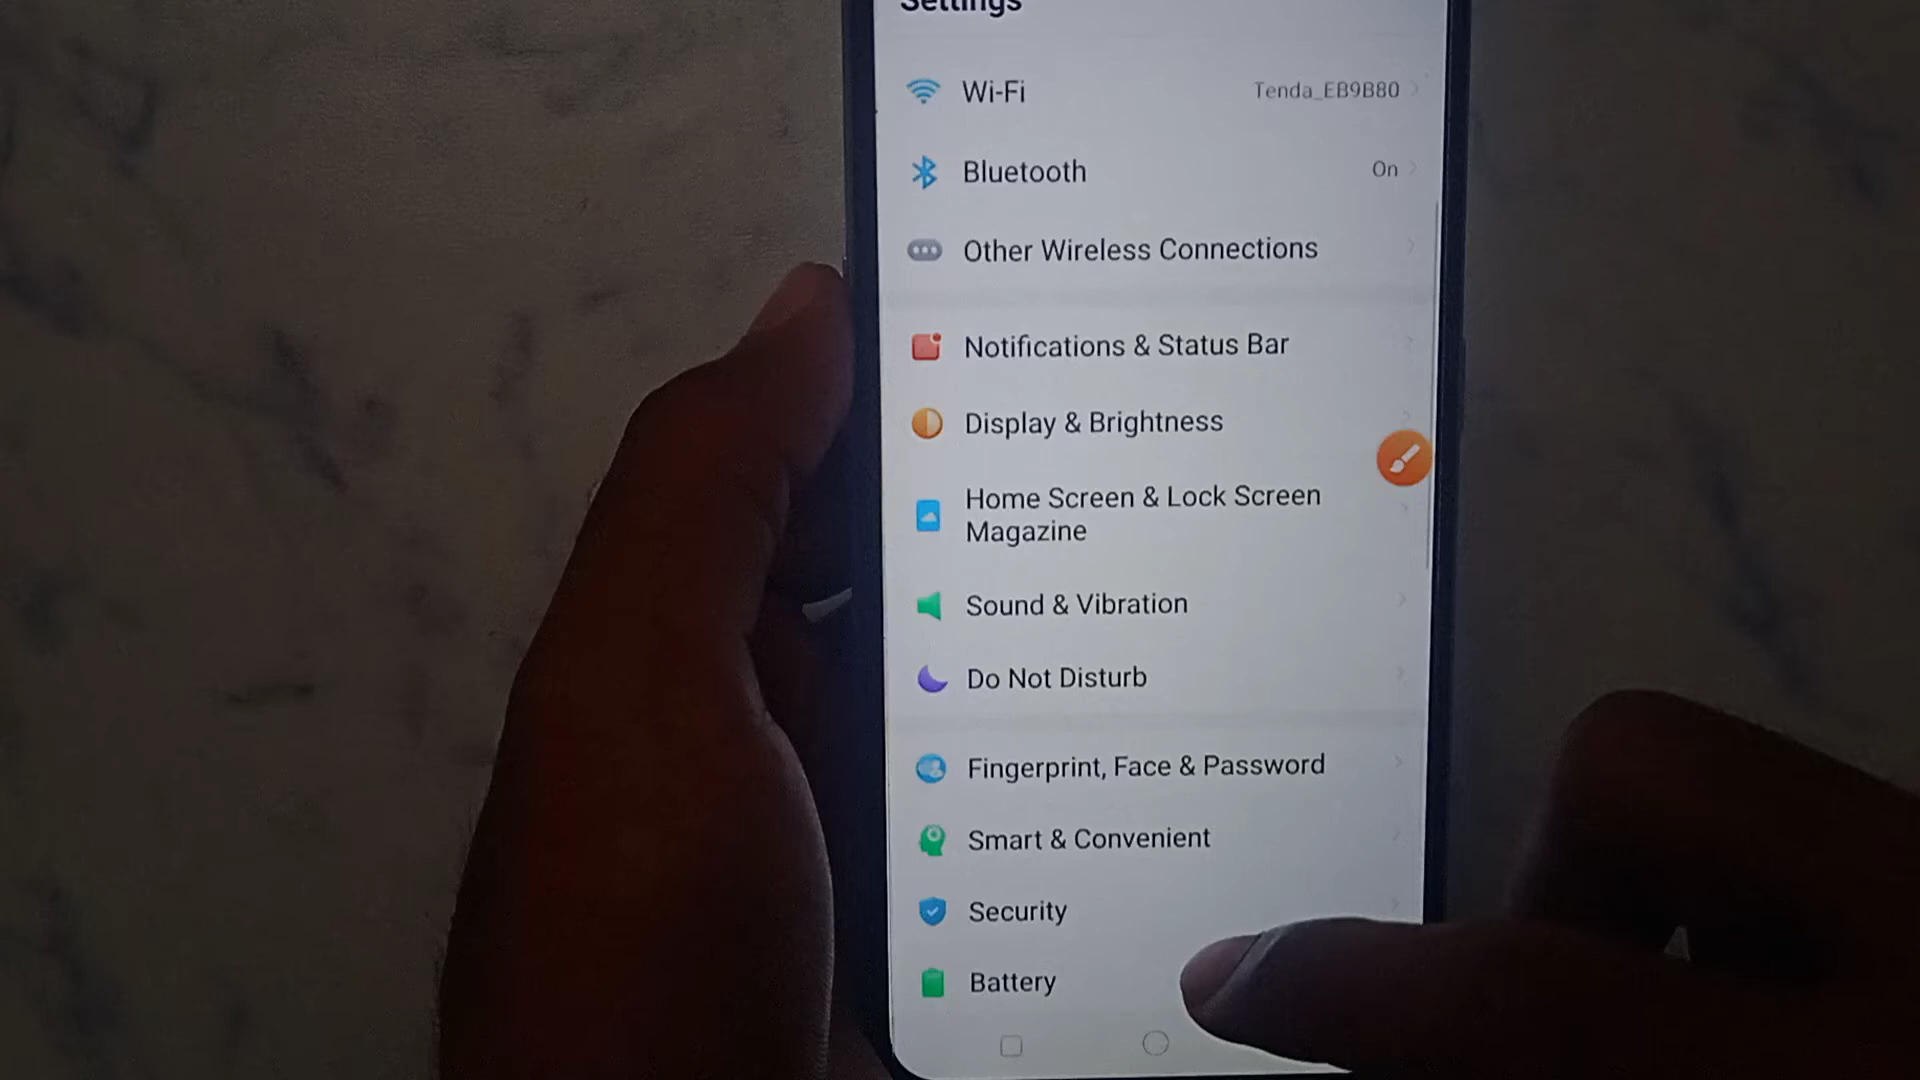 Settings
Wi-Fi
Tenda_EB9B80
Bluetooth
On
Other Wireless Connections
Notifications & Status Bar
Display & Brightness
Home Screen & Lock Screen
Magazine
Sound & Vibration
Do Not Disturb
Fingerprint, Face & Password
Smart & Convenient
Security
Battery